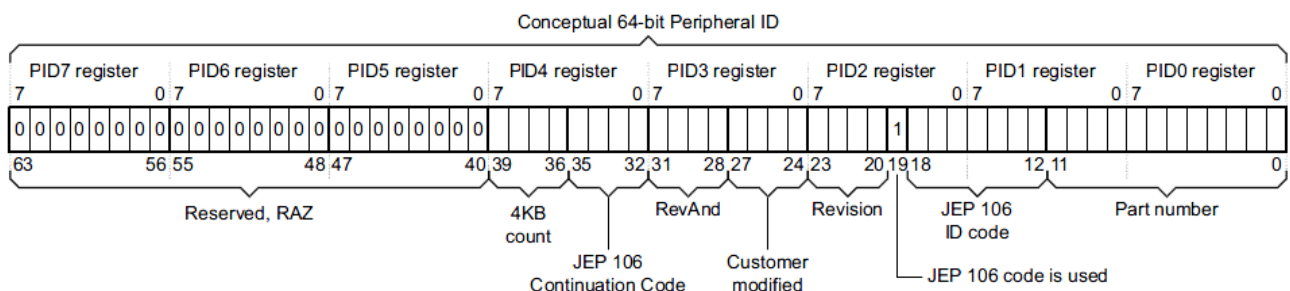 Conceptual 64-bit Peripheral ID
PID7 register PID6 register PID5 register PID4 register PID3 register PID2 register PID1 register PID0 register
7 0 7 0 7 0 7 0 7 0 7 0 7 0 7 0
0 0 0 0 0 0 0 0 0 0 0 0 0 0 0 0 0 0 0 0 0 0 0 0 1
63 56 55 48 47 40 39 36 35 32 31 28 27 24 23 20 19 18 12 11 0
Reserved, RAZ 4KB RevAnd Revision JEP 106 Part number
count ID code
JEP 106 Customer JEP 106 code is used
Continuation Code modified